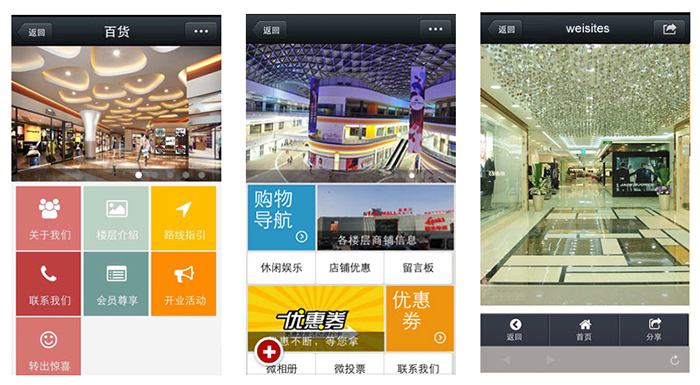 返回
百货
关于我们
楼层介绍
路线指引
联系我们
会员尊享
开业活动
转出惊喜
返回
购物
导航
STAR MALL
各楼层商铺信息
休闲娱乐
店铺优惠
留言板
优惠券
惠不断，等您拿
优惠
券
微相册
微投票
联系我们
返回
weisites
返回
首页
分享